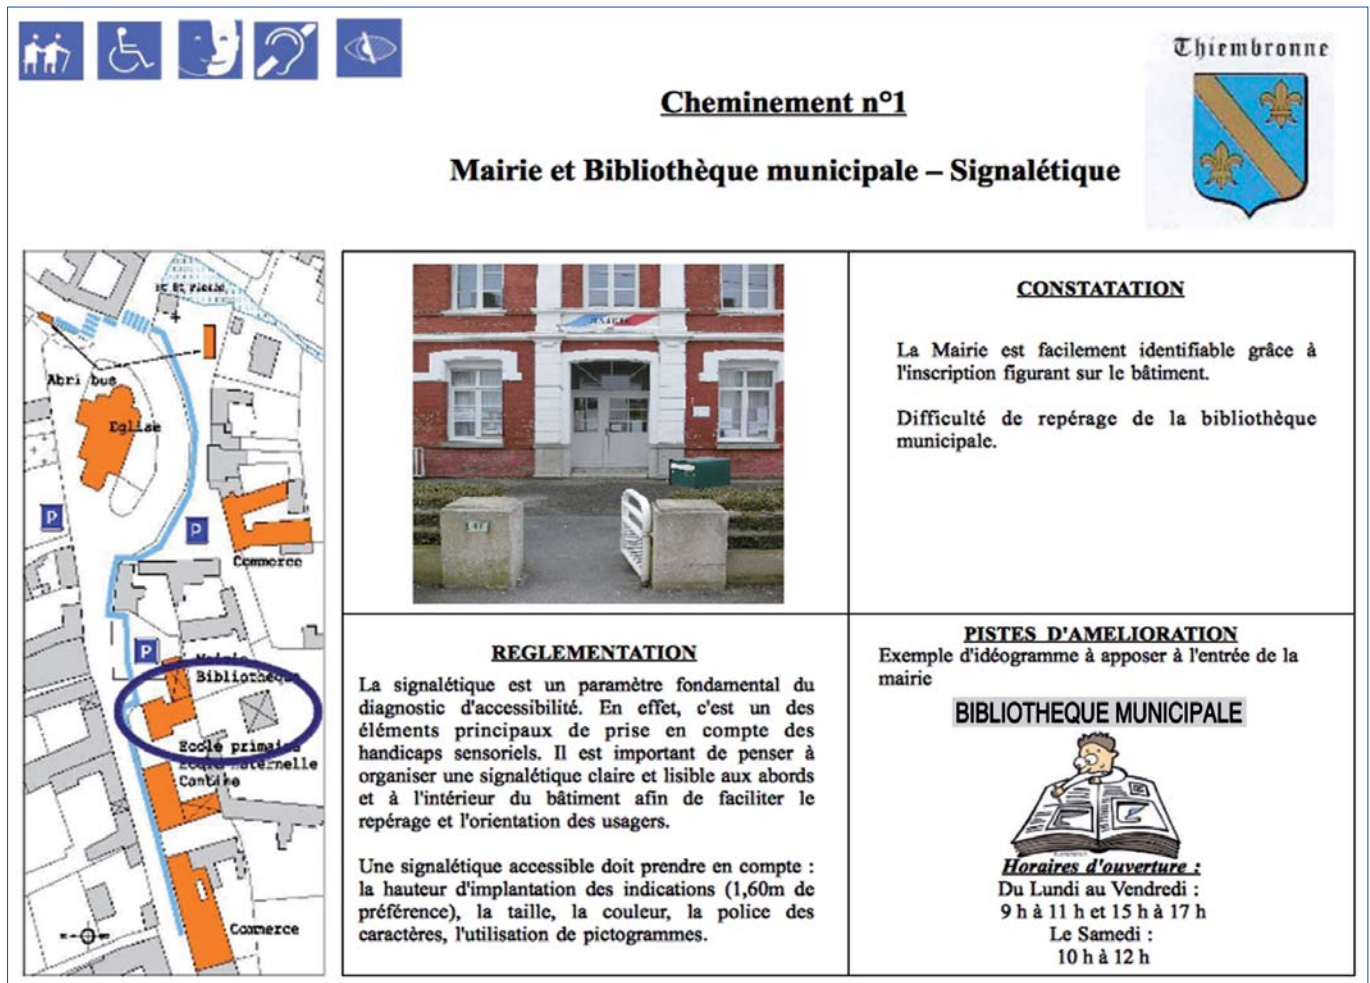 Thiembronne
Cheminement n°1
Mairie et Bibliothèque municipale – Signalétique
St Pierre
Abri bus
Eglise
P
P
Commerce
P
Mairie
Bibliothèque
Ecole primaire
Ecole maternelle
Cantine
Commerce
MAIRIE
47
CONSTATATION
La Mairie est facilement identifiable grâce à
l'inscription figurant sur le bâtiment.
Difficulté de repérage de la bibliothèque
municipale.
REGLEMENTATION
La signalétique est un paramètre fondamental du
diagnostic d'accessibilité. En effet, c'est un des
éléments principaux de prise en compte des
handicaps sensoriels. Il est important de penser à
organiser une signalétique claire et lisible aux abords
et à l'intérieur du bâtiment afin de faciliter le
repérage et l'orientation des usagers.
Une signalétique accessible doit prendre en compte :
la hauteur d'implantation des indications (1,60m de
préférence), la taille, la couleur, la police des
caractères, l'utilisation de pictogrammes.
PISTES D'AMELIORATION
Exemple d'idéogramme à apposer à l'entrée de la
mairie
BIBLIOTHEQUE MUNICIPALE
Horaires d'ouverture :
Du Lundi au Vendredi :
9 h à 11 h et 15 h à 17 h
Le Samedi :
10 h à 12 h